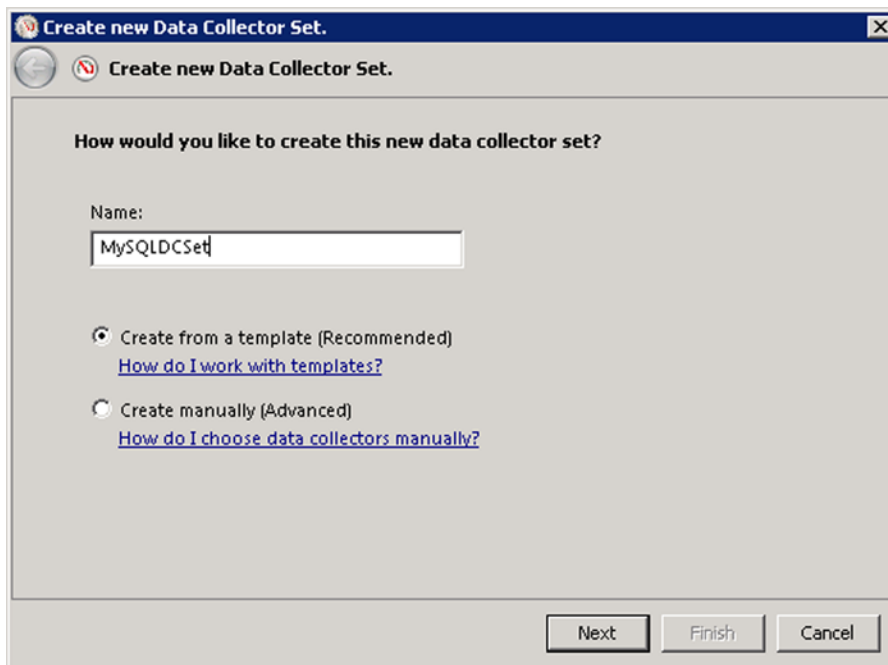 Create new Data Collector Set.
Create new Data Collector Set.
How would you like to create this new data collector set?
Name:
MySQLDCSet
Create from a template (Recommended)
How do I work with templates?
Create manually (Advanced)
How do I choose data collectors manually?
Next Finish Cancel